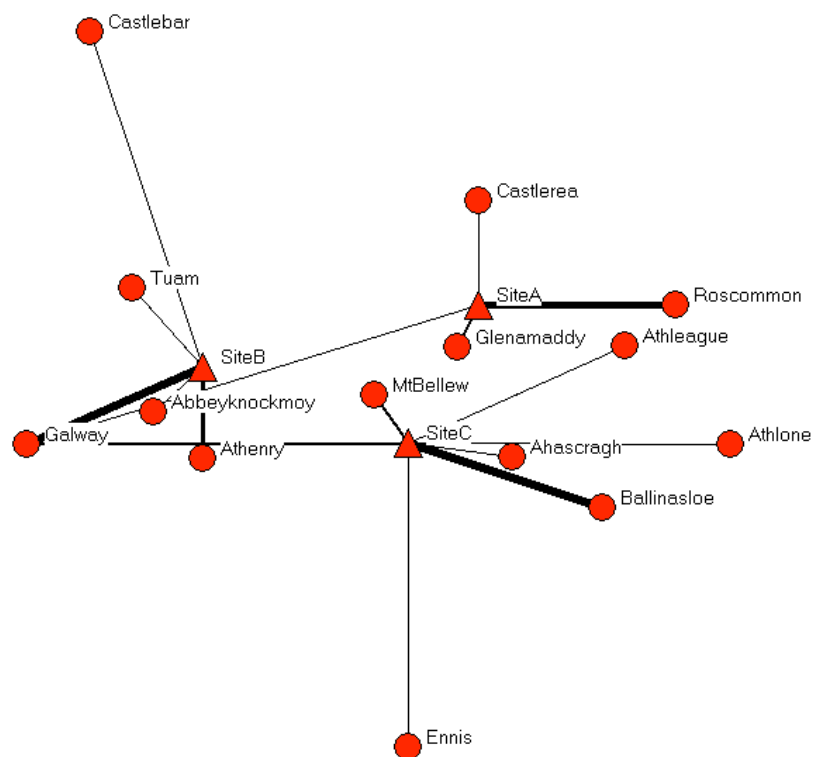 Castlebar
Castlerea
Tuam
SiteA
Roscommon
Glenamaddy
Athleague
SiteB
MtBellew
Abbeyknockmoy
SiteC
Galway
Athenry
Ahascragh
Athlone
Ballinasloe
Ennis